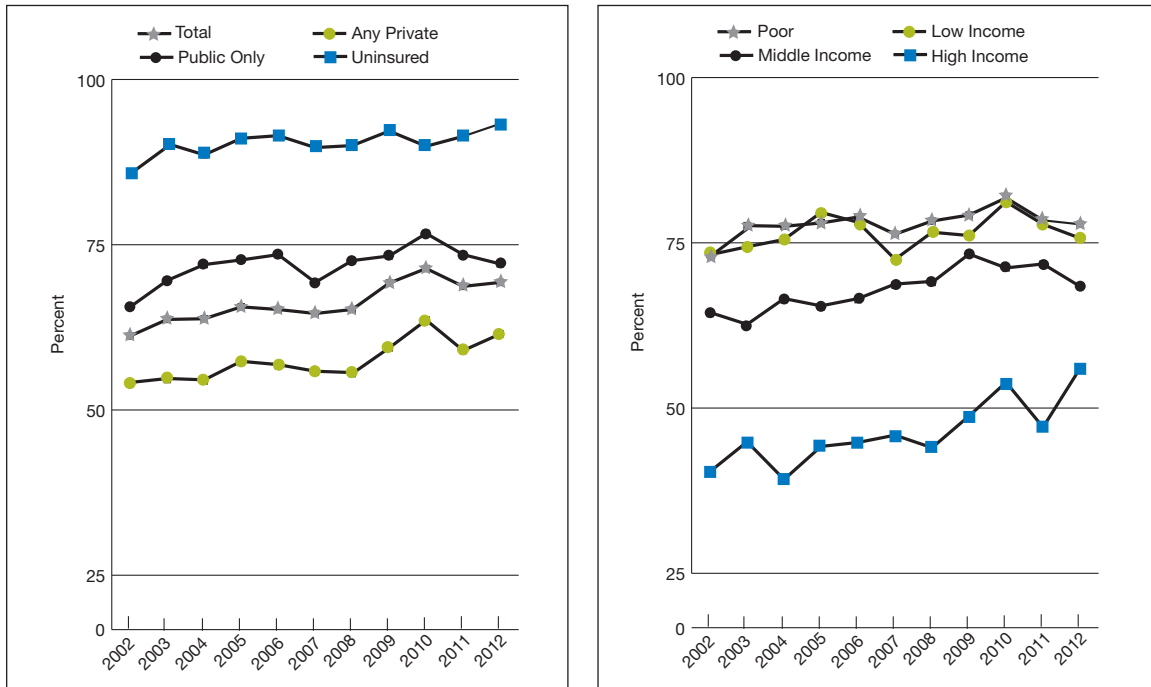 Total Any Private
Public Only Uninsured
100
75
50
25
0
Percent
2002 2003 2004 2005 2006 2007 2008 2009 2010 2011 2012
Poor Low Income
Middle Income High Income
100
75
50
25
0
Percent
2002 2003 2004 2005 2006 2007 2008 2009 2010 2011 2012